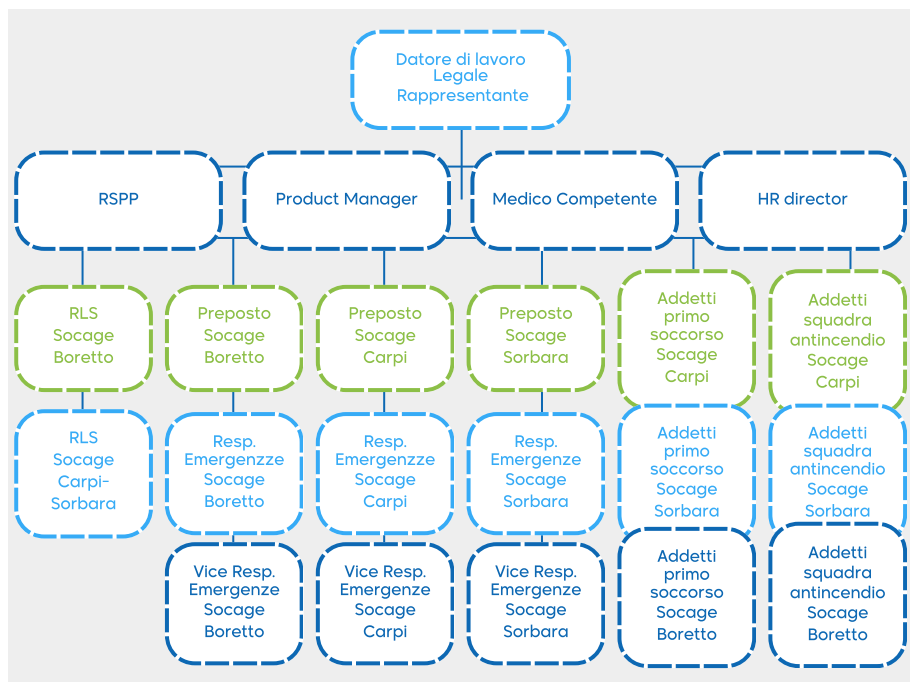 Datore di lavoro
Legale
Rappresentante
RSPP
Product Manager
Medico Competente
HR director
RLS
Socage
Boretto
Preposto
Socage
Boretto
Preposto
Socage
Carpi
Preposto
Socage
Sorbara
Addetti
primo
soccorso
Socage
Carpi
Addetti
squadra
antincendio
Socage
Carpi
RLS
Socage
Carpi-
Sorbara
Resp.
Emergenzze
Socage
Boretto
Resp.
Emergenzze
Socage
Carpi
Resp.
Emergenze
Socage
Sorbara
Addetti
primo
soccorso
Socage
Sorbara
Addetti
squadra
antincendio
Socage
Sorbara
Vice Resp.
Emergenze
Socage
Boretto
Vice Resp.
Emergenze
Socage
Carpi
Vice Resp.
Emergenze
Socage
Sorbara
Addetti
primo
soccorso
Socage
Boretto
Addetti
squadra
antincendio
Socage
Boretto